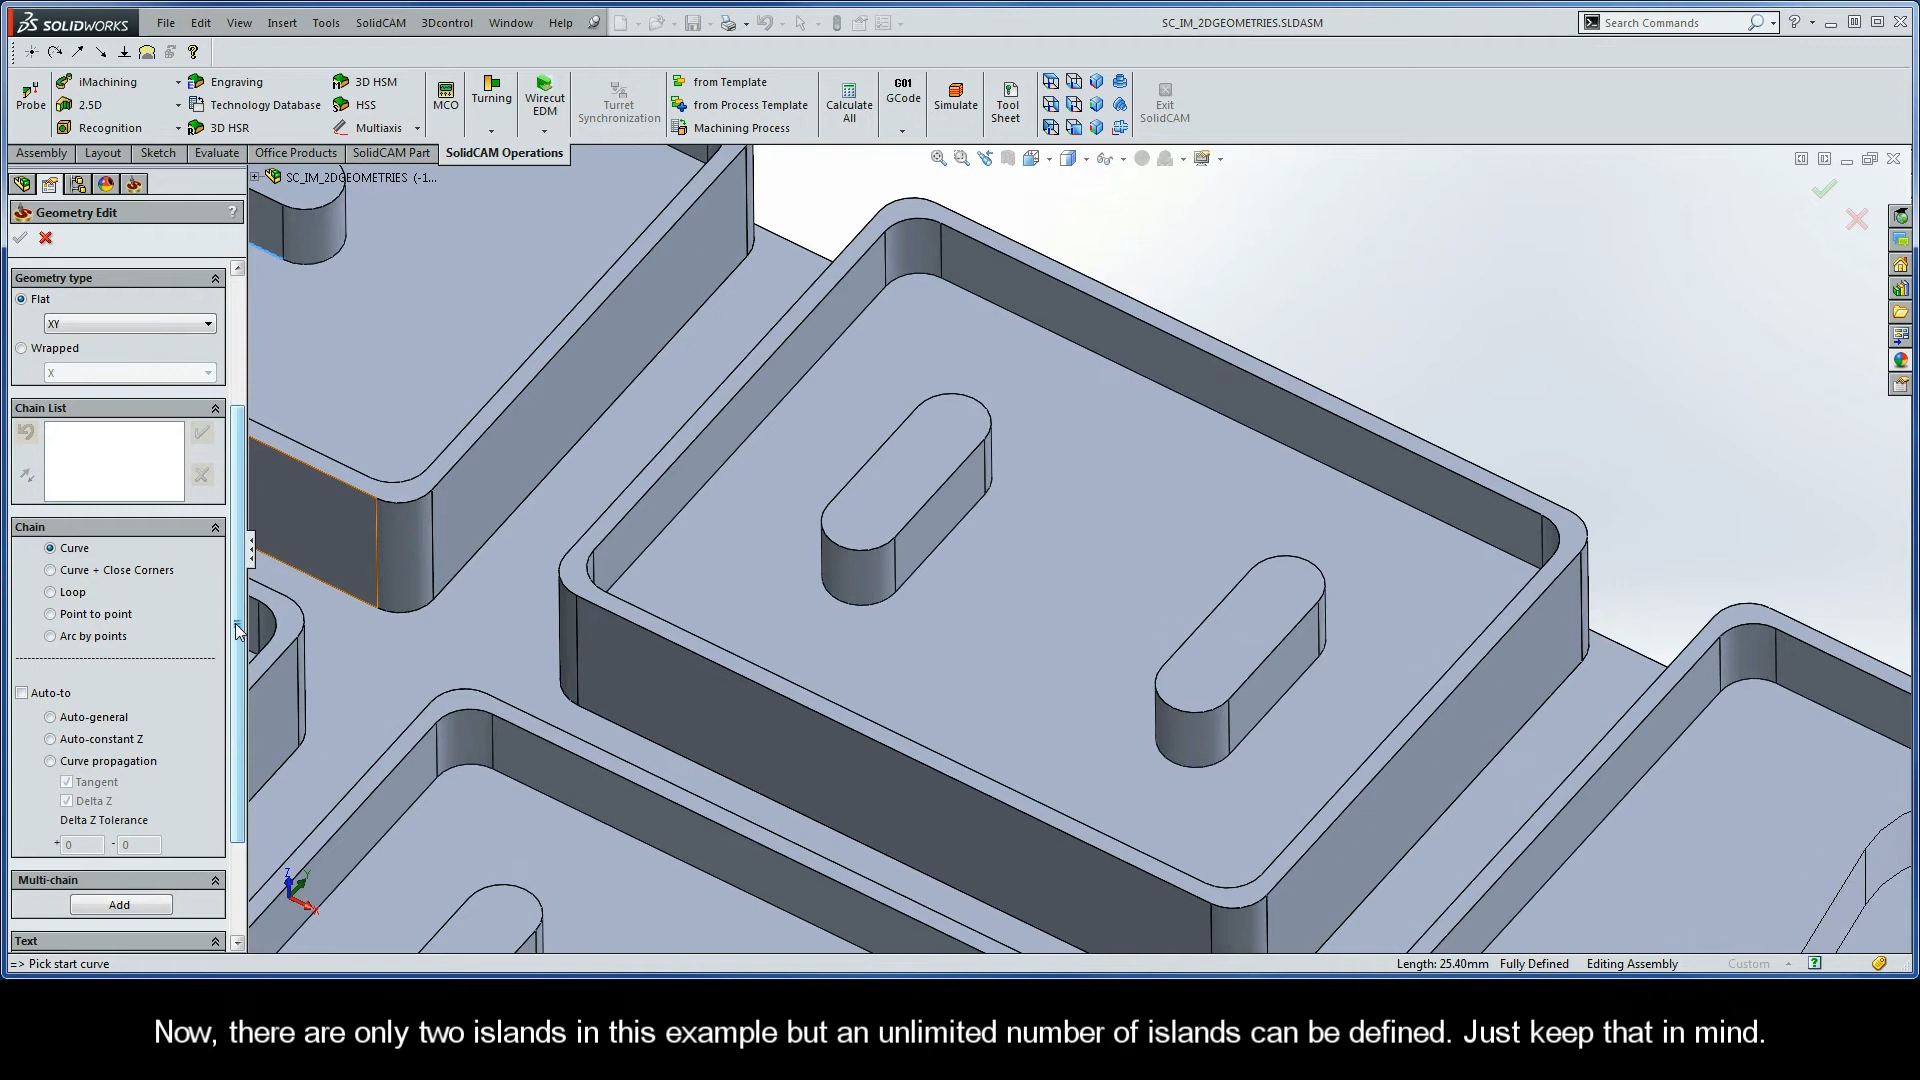 SOLIDWORKS File Edit View Insert Tools SolidCAM 3Dcontrol Window Help SC_IM_2DGEOMETRIES.SLDASM Search Commands
Probe iMachining 2.5D Recognition Engraving Technology Database 3D HSR 3D HSM HSS Multiaxis MCO Turning Wirecut EDM Turret Synchronization from Template from Process Template Machining Process Calculate All G01 GCode Simulate Tool Sheet Exit SolidCAM
Assembly Layout Sketch Evaluate Office Products SolidCAM Part SolidCAM Operations
SC_IM_2DGEOMETRIES (-1...
Geometry Edit ?
Geometry type
Flat
XY
Wrapped
X
Chain List
Chain
Curve
Curve + Close Corners
Loop
Point to point
Arc by points
Auto-to
Auto-general
Auto-constant Z
Curve propagation
Tangent
Delta Z
Delta Z Tolerance
+ 0 - 0
Multi-chain
Add
Text
Z Y X
=> Pick start curve Length: 25.40mm Fully Defined Editing Assembly Custom
Now, there are only two islands in this example but an unlimited number of islands can be defined. Just keep that in mind.